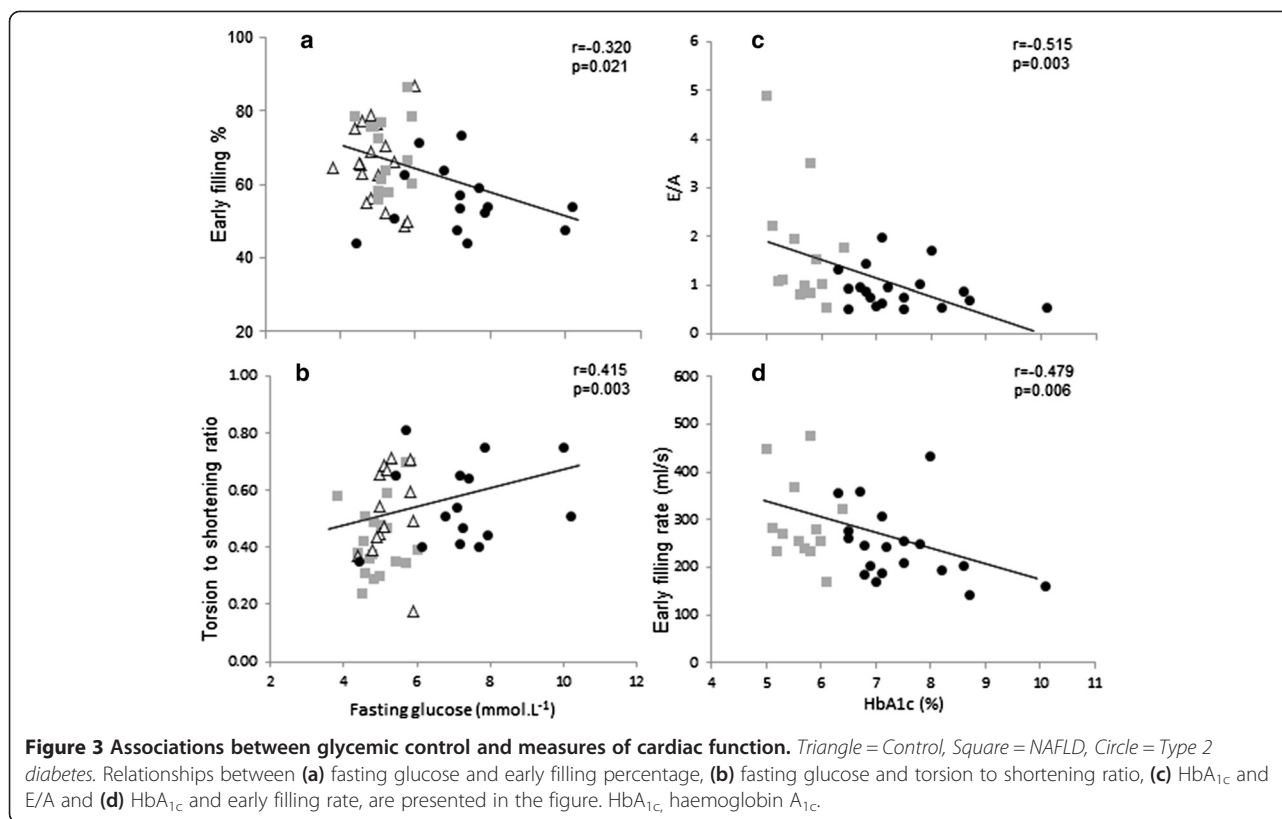 a
r=-0.320
p=0.021
100
80
60
40
20
Early filling %
c
r=-0.515
p=0.003
6
5
4
3
2
1
0
E/A
b
r=0.415
p=0.003
1.00
0.80
0.60
0.40
0.20
0.00
Torsion to shortening ratio
2 4 6 8 10 12
Fasting glucose (mmol.L⁻¹)
d
r=-0.479
p=0.006
600
500
400
300
200
100
0
Early filling rate (ml/s)
4 5 6 7 8 9 10 11
HbA1c (%)
Figure 3 Associations between glycemic control and measures of cardiac function. Triangle = Control, Square = NAFLD, Circle = Type 2
diabetes. Relationships between (a) fasting glucose and early filling percentage, (b) fasting glucose and torsion to shortening ratio, (c) HbA1c and
E/A and (d) HbA1c and early filling rate, are presented in the figure. HbA1c, haemoglobin A1c.